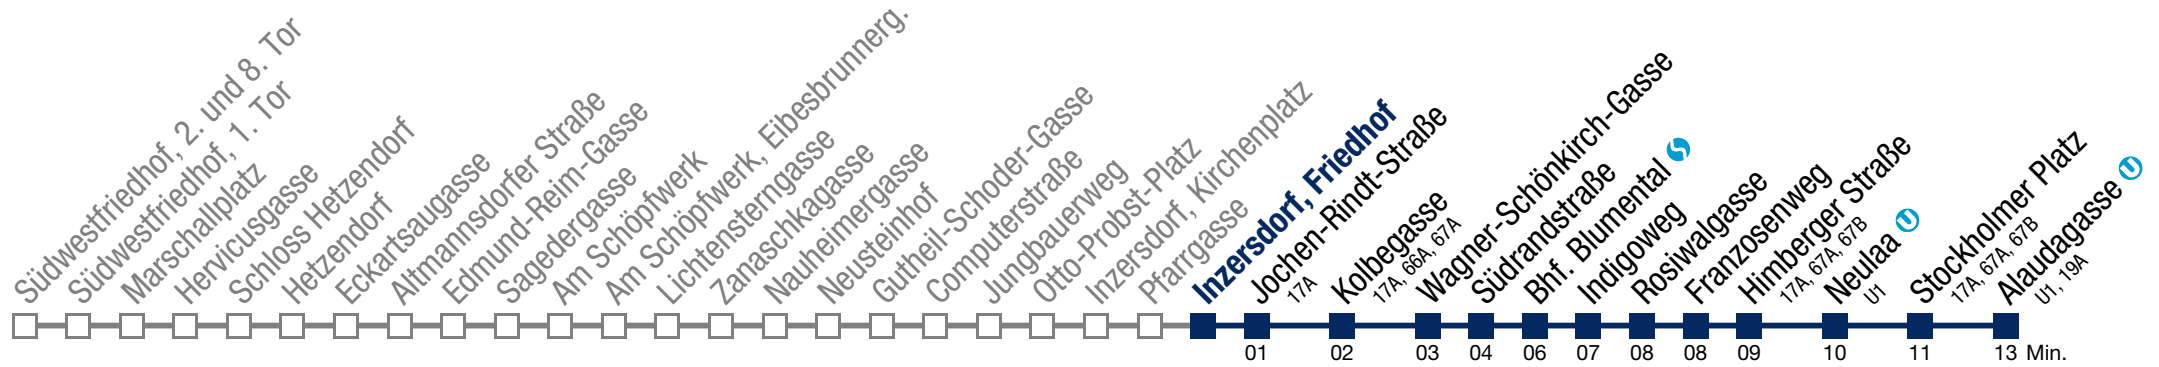 Südwestfriedhof, 2. und 8. Tor
Südwestfriedhof, 1. Tor
Marschallplatz
Hervicusgasse
Schloss Hetzendorf
Hetzendorf
Eckartsaugasse
Altmannsdorfer Straße
Edmund-Reim-Gasse
Sagedergasse
Am Schöpfwerk
Am Schöpfwerk, Eibesbrunnerg.
Lichtensterngasse
Zanaschkagasse
Nauheimergasse
Neusteinhof
Gutheil-Schoder-Gasse
Computerstraße
Jungbauerweg
Otto-Probst-Platz
Inzersdorf, Kirchenplatz
Pfarrgasse
Inzersdorf, Friedhof
Jochen-Rindt-Straße
17A
Kolbegasse
17A, 66A, 67A
Wagner-Schönkirch-Gasse
Südrandstraße
Bhf. Blumental S
Indigoweg
Rosiwalgasse
Franzosenweg
Himberger Straße
17A, 67A, 67B
Neulaa U
U1
Stockholmer Platz
17A, 67A, 67B
Alaudagasse U
U1, 19A
01 02 03 04 06 07 08 08 09 10 11 13 Min.